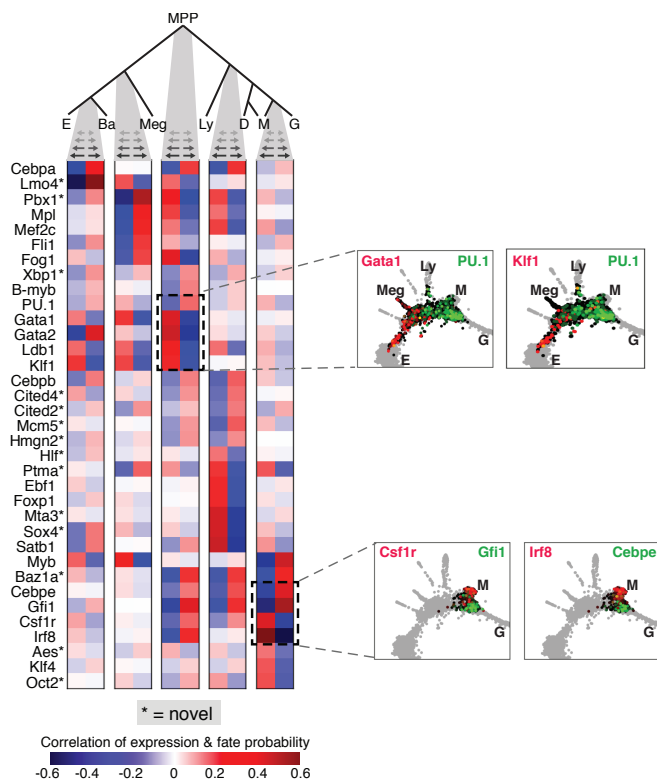 MPP
E Ba Meg Ly D M G
Cebpa
Lmo4*
Pbx1*
Mpl
Mef2c
Fli1
Fog1
Xbp1*
B-myb
PU.1
Gata1
Gata2
Ldb1
Klf1
Cebpb
Cited4*
Cited2*
Mcm5*
Hmgn2*
Hlf*
Ptma*
Ebf1
Foxp1
Mta3*
Sox4*
Satb1
Myb
Baz1a*
Cebpe
Gfi1
Csf1r
Irf8
Aes*
Klf4
Oct2*
Gata1 PU.1
Ly
Meg M
G
E
Klf1 PU.1
Ly
Meg M
G
E
Csf1r Gfi1
M
G
Irf8 Cebpe
M
G
* = novel
Correlation of expression & fate probability
-0.6 -0.4 -0.2 0 0.2 0.4 0.6